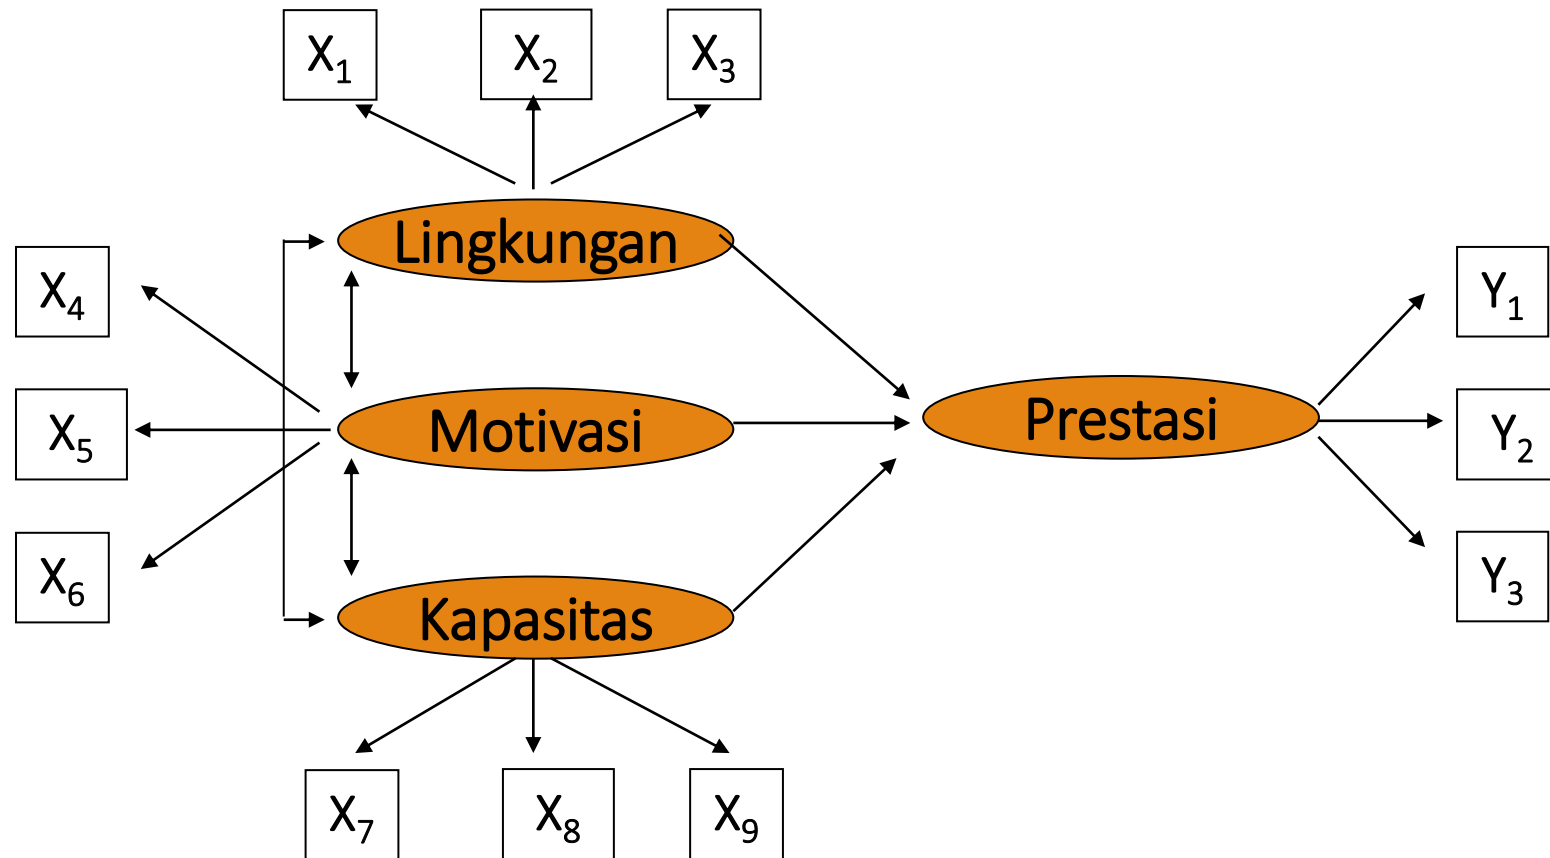 X₁ X₂ X₃
Lingkungan
X₄ Y₁
Motivasi Prestasi
X₅ Y₂
X₆ Y₃
Kapasitas
X₇ X₈ X₉